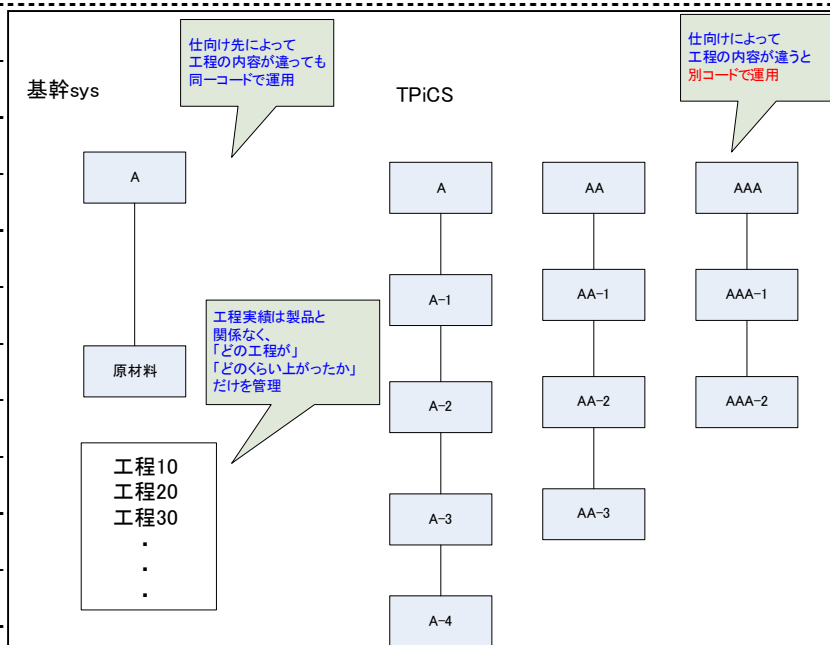 仕向け先によって
工程の内容が違っても
同一コードで運用
仕向けによって
工程の内容が違うと
別コードで運用
基幹sys
TPiCS
A
A
AA
AAA
A-1
AA-1
AAA-1
工程実績は製品と
関係なく、
「どの工程が」
「どのくらい上がったか」
だけを管理
原材料
A-2
AA-2
AAA-2
工程10
工程20
工程30
・
・
・
A-3
AA-3
A-4